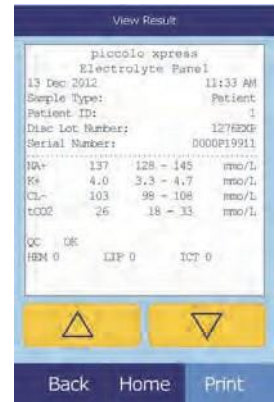 View Result
piccolo xpress
Electrolyte Panel
13 Dec 2012 11:33 AM
Sample Type: Patient
Patient ID: 1
Disc Lot Number:
Serial Number: 0000P19911
NA+ 137 128 - 145 mmo/L
K+ 4.0 3.3 - 4.7 mmo/L
CL- 103 98 - 108 mmo/L
tCO2 26 18 - 33 mmo/L
QC OK
HEM 0 LIP 0 ICT 0
Back Home Print